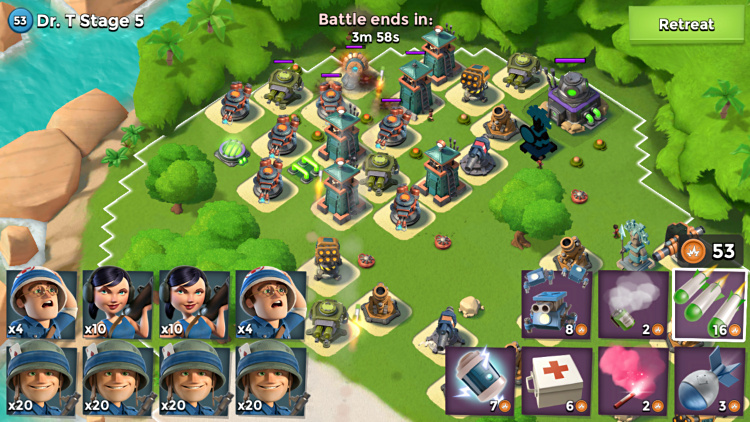 53 Dr. T Stage 5
Battle ends in:
3m 58s
Retreat
53
x4 x10 x10 x4
8 2 16
x20 x20 x20 x20
7 6 2 3